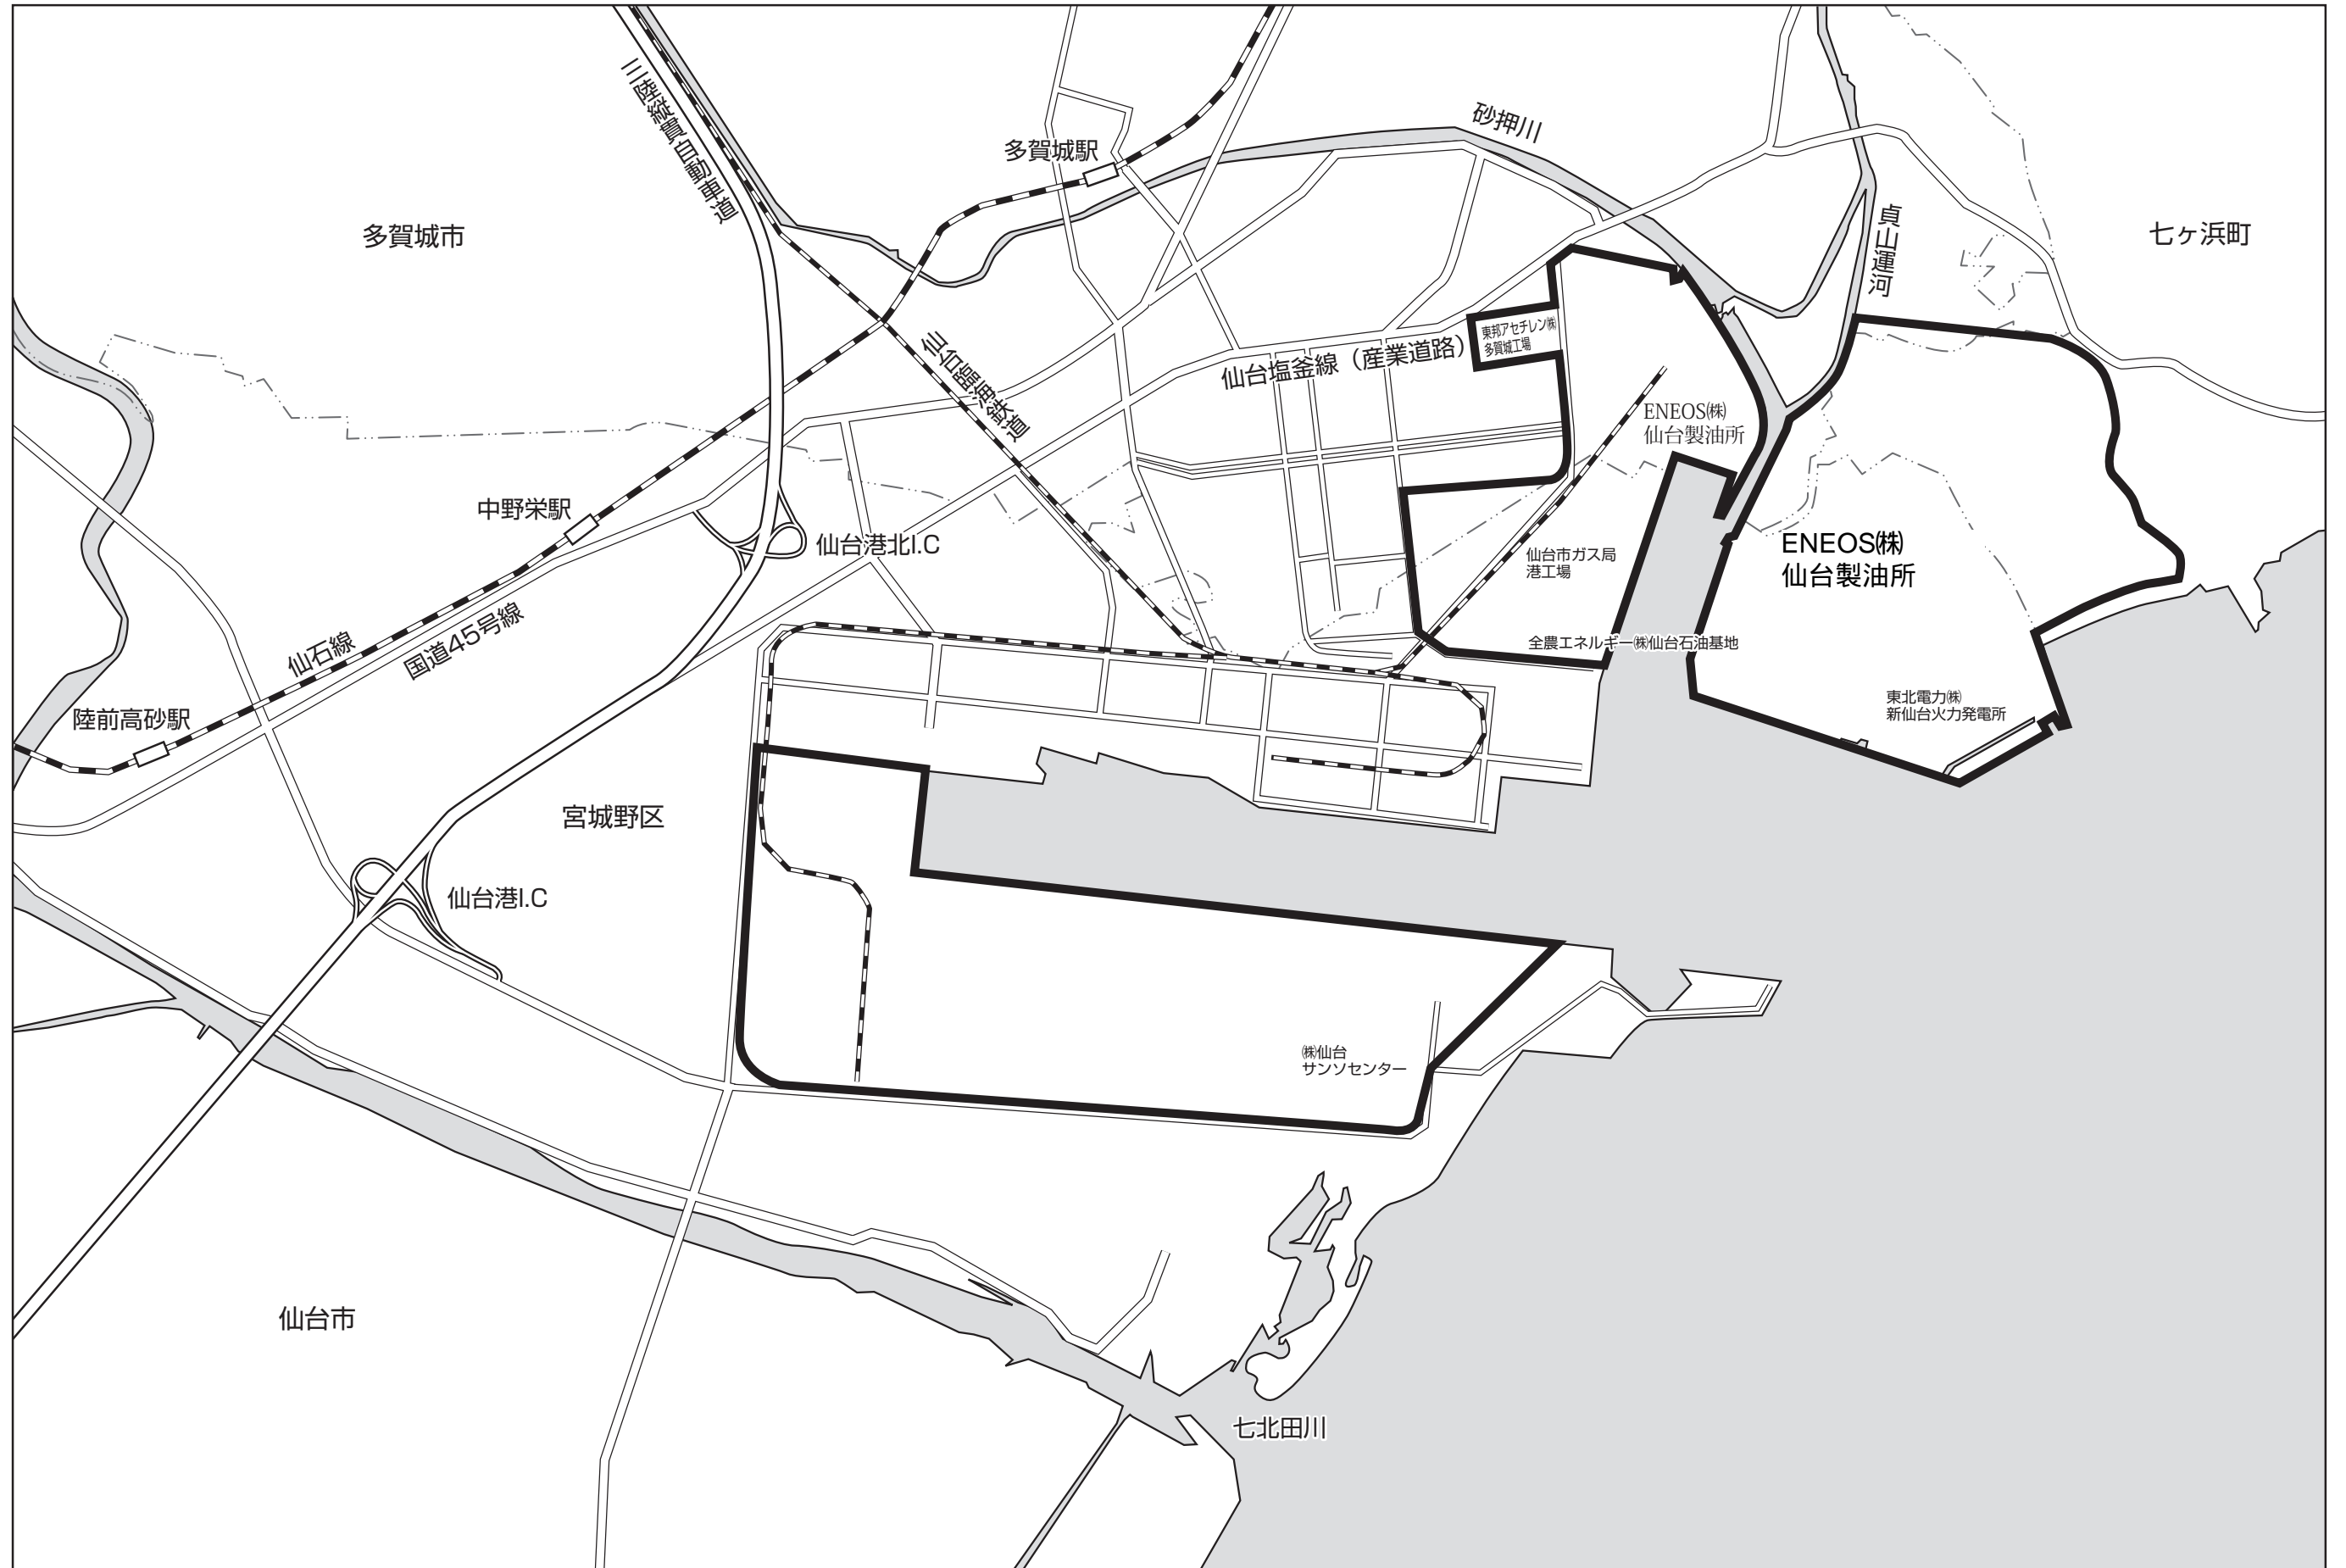 三陸縦貫自動車道
砂押川
多賀城駅
多賀城市
貞山運河
七ヶ浜町
東邦アセチレン㈱
多賀城工場
仙台臨海鉄道
仙台塩釜線（産業道路）
ENEOS㈱
仙台製油所
中野栄駅
仙台港北I.C
仙台市ガス局
港工場
ENEOS㈱
仙台製油所
仙石線
国道45号線
全農エネルギー㈱仙台石油基地
陸前高砂駅
東北電力㈱
新仙台火力発電所
宮城野区
仙台港I.C
㈱仙台
サンソセンター
仙台市
七北田川